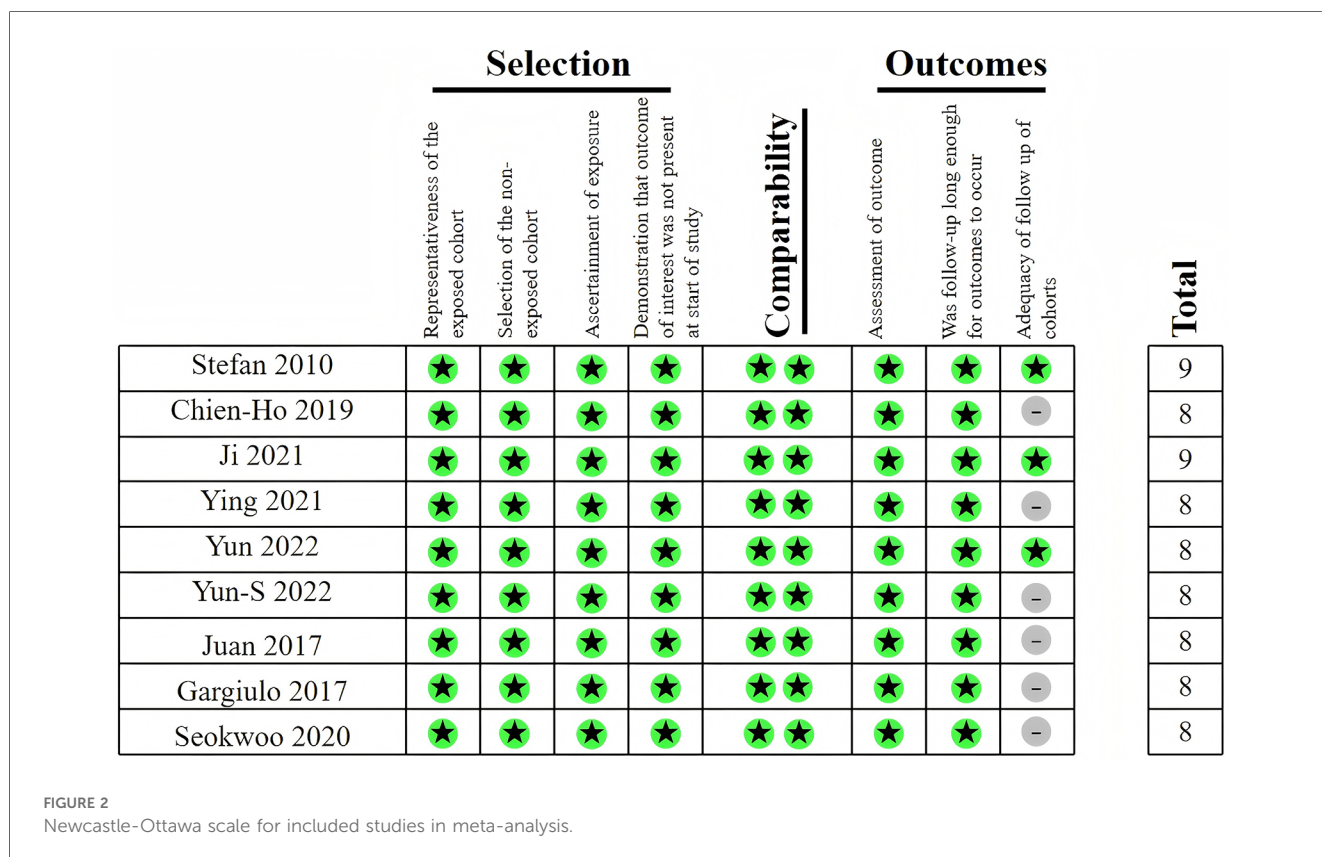 Selection
Outcomes
Representativeness of the
exposed cohort
Selection of the non-
exposed cohort
Ascertainment of exposure
Demonstration that outcome
of interest was not present
at start of study
Comparability
Assessment of outcome
Was follow-up long enough
for outcomes to occur
Adequacy of follow up of
cohorts
Total
Stefan 2010 ★ ★ ★ ★ ★ ★ ★ ★ ★ 9
Chien-Ho 2019 ★ ★ ★ ★ ★ ★ ★ ★ - 8
Ji 2021 ★ ★ ★ ★ ★ ★ ★ ★ ★ 9
Ying 2021 ★ ★ ★ ★ ★ ★ ★ ★ - 8
Yun 2022 ★ ★ ★ ★ ★ ★ ★ ★ ★ 8
Yun-S 2022 ★ ★ ★ ★ ★ ★ ★ ★ - 8
Juan 2017 ★ ★ ★ ★ ★ ★ ★ ★ - 8
Gargiulo 2017 ★ ★ ★ ★ ★ ★ ★ ★ - 8
Seokwoo 2020 ★ ★ ★ ★ ★ ★ ★ ★ - 8
FIGURE 2
Newcastle-Ottawa scale for included studies in meta-analysis.